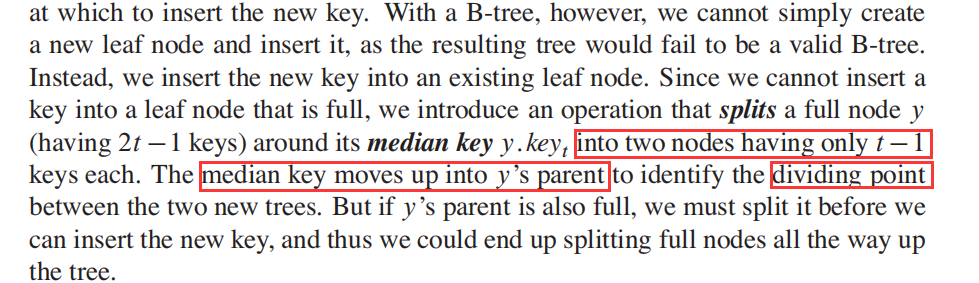 at which to insert the new key. With a B-tree, however, we cannot simply create
a new leaf node and insert it, as the resulting tree would fail to be a valid B-tree.
Instead, we insert the new key into an existing leaf node. Since we cannot insert a
key into a leaf node that is full, we introduce an operation that splits a full node y
(having 2t − 1 keys) around its median key y.keyₜ into two nodes having only t − 1
keys each. The median key moves up into y’s parent to identify the dividing point
between the two new trees. But if y’s parent is also full, we must split it before we
can insert the new key, and thus we could end up splitting full nodes all the way up
the tree.